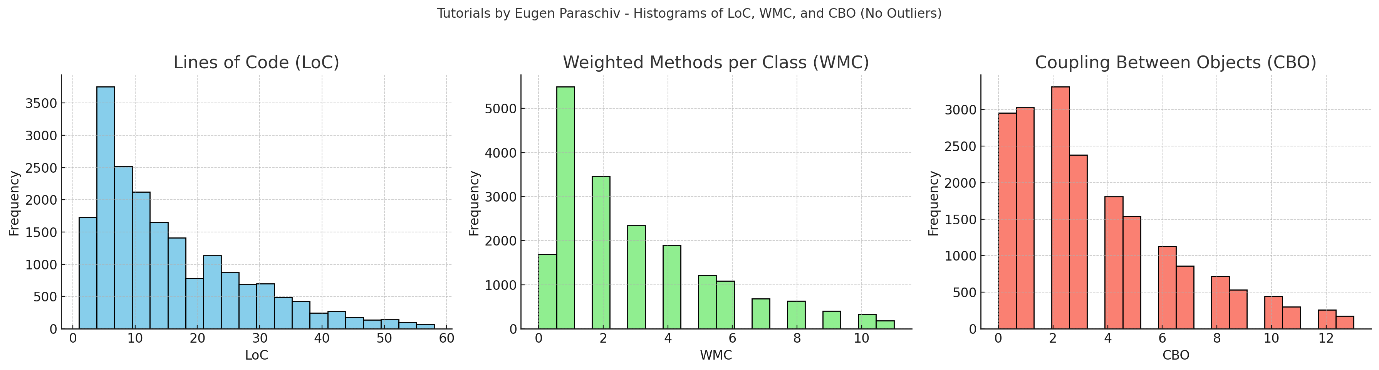 Tutorials by Eugen Paraschiv - Histograms of LoC, WMC, and CBO (No Outliers)
Lines of Code (LoC)
Frequency
3500
3000
2500
2000
1500
1000
500
0
0 10 20 30 40 50 60
LoC
Weighted Methods per Class (WMC)
Frequency
5000
4000
3000
2000
1000
0
0 2 4 6 8 10
WMC
Coupling Between Objects (CBO)
Frequency
3000
2500
2000
1500
1000
500
0
0 2 4 6 8 10 12
CBO